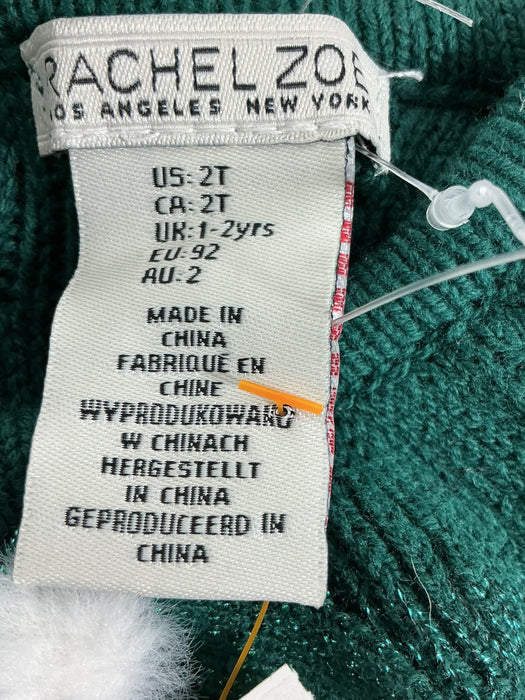 RACHEL ZOE
LOS ANGELES NEW YORK
US: 2T
CA: 2T
UK: 1-2yrs
EU: 92
AU: 2
MADE IN
CHINA
FABRIQUÉ EN
CHINE
WYPRODUKOWANO
W CHINACH
HERGESTELLT
IN CHINA
GEPRODUCEERD IN
CHINA